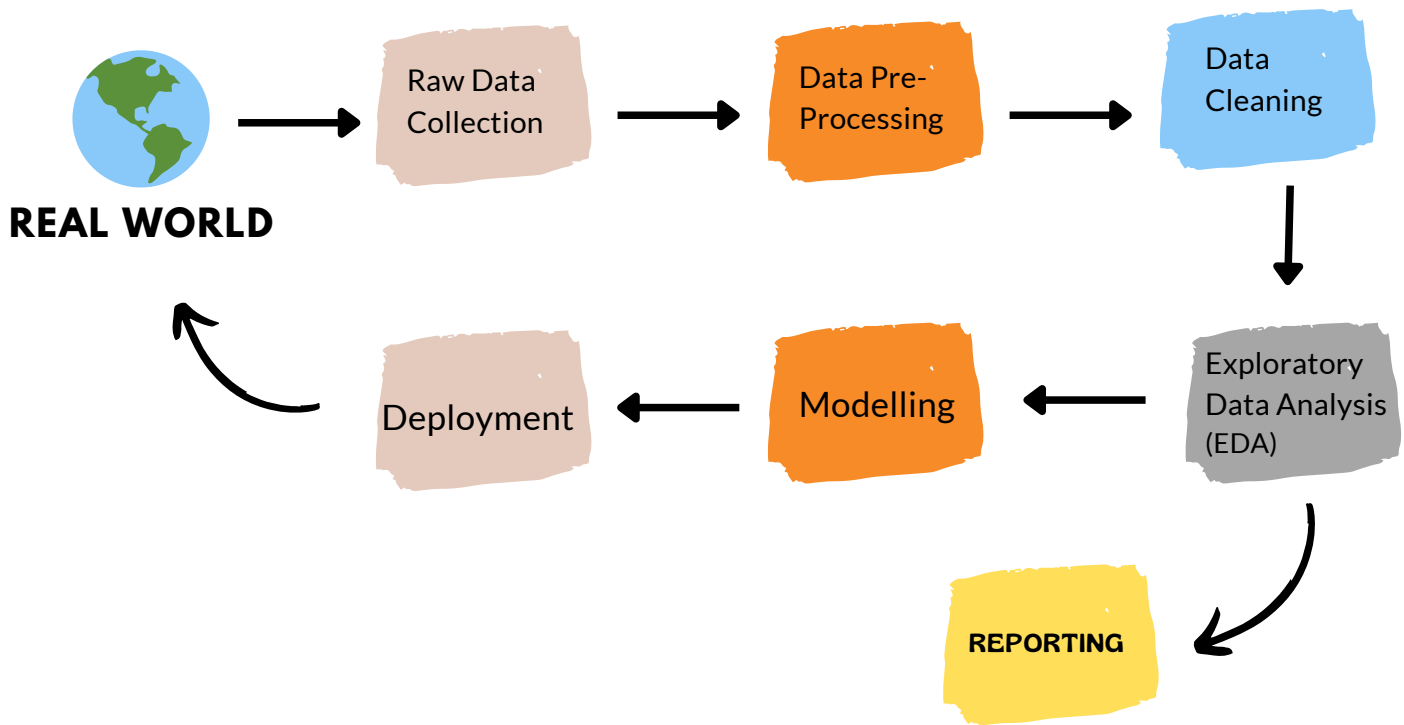 Raw Data
Collection
Data Pre-
Processing
Data
Cleaning
REAL WORLD
Exploratory
Data Analysis
(EDA)
Modelling
Deployment
REPORTING